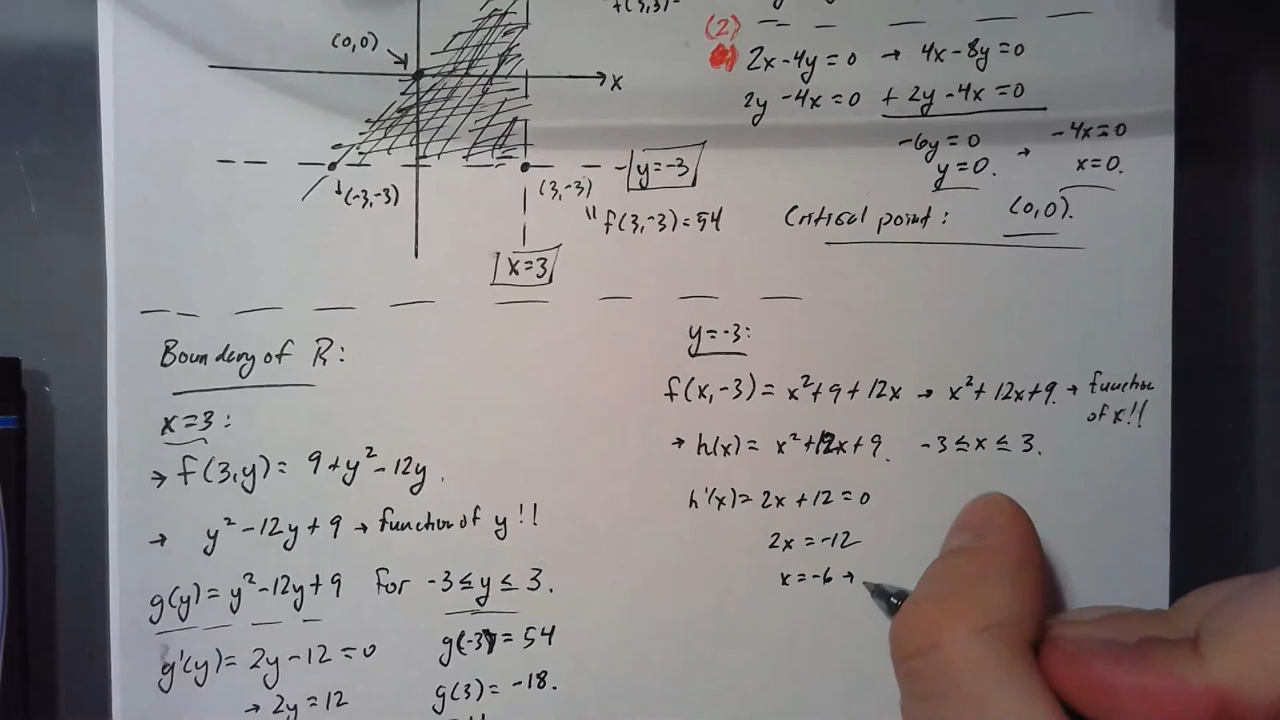 (0,0)
x
(-3,-3)
(3,-3)
y=-3
" f(3,-3)=54
x=3
(2)
2x-4y=0 → 4x-8y=0
2y-4x=0 + 2y-4x=0
-6y=0 → -4x=0
y=0. x=0.
Critical point: (0,0).
Boundary of R:
x=3:
→ f(3,y) = 9+y²-12y.
→ y²-12y+9 → function of y!!
g(y)=y²-12y+9 for -3≤y≤3.
g'(y)=2y-12=0
→ 2y=12
g(-3)=54
g(3)=-18.
y=-3:
f(x,-3)=x²+9+12x → x²+12x+9. → function of x!!
→ h(x)=x²+12x+9. -3≤x≤3.
h'(x)=2x+12=0
2x=-12
x=-6 →